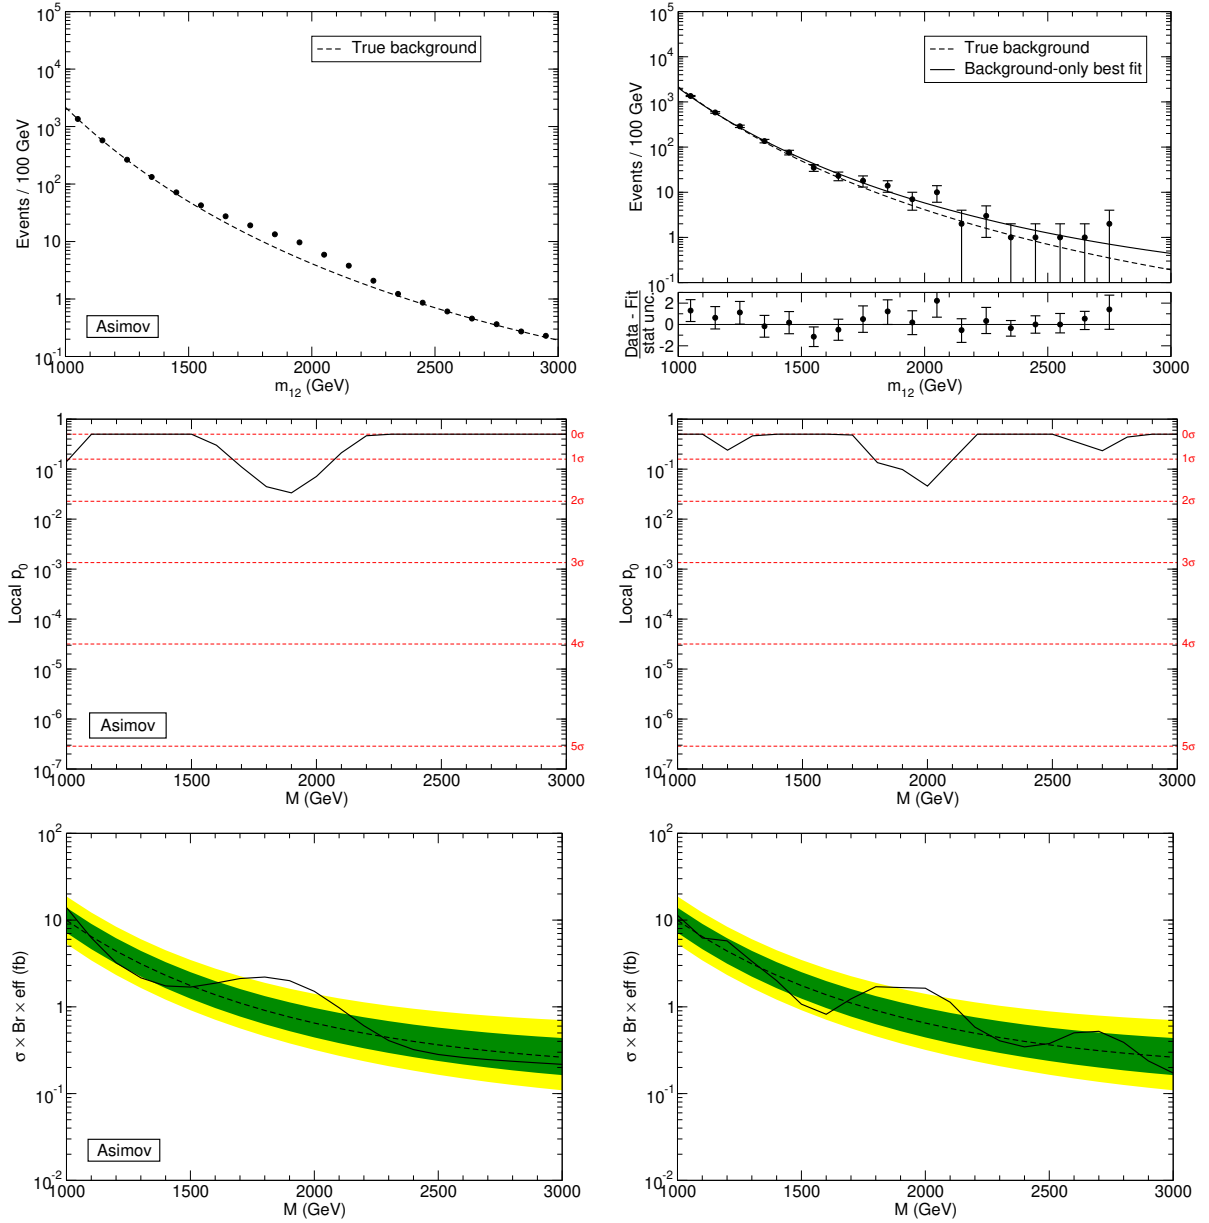 10^5
10^4
10^3
10^2
10
1
10^-1
Events / 100 GeV
True background
Asimov
1000 1500 2000 2500 3000
m_12 (GeV)
10^5
10^4
10^3
10^2
10
1
10^-1
Events / 100 GeV
True background
Background-only best fit
2
0
-2
Data - Fit
stat unc.
1000 1500 2000 2500 3000
m_12 (GeV)
1
10^-1
10^-2
10^-3
10^-4
10^-5
10^-6
10^-7
Local p_0
0σ
1σ
2σ
3σ
4σ
5σ
Asimov
1000 1500 2000 2500 3000
M (GeV)
1
10^-1
10^-2
10^-3
10^-4
10^-5
10^-6
10^-7
Local p_0
0σ
1σ
2σ
3σ
4σ
5σ
1000 1500 2000 2500 3000
M (GeV)
10^2
10
1
10^-1
10^-2
σ × Br × eff (fb)
Asimov
1000 1500 2000 2500 3000
M (GeV)
10^2
10
1
10^-1
10^-2
σ × Br × eff (fb)
1000 1500 2000 2500 3000
M (GeV)